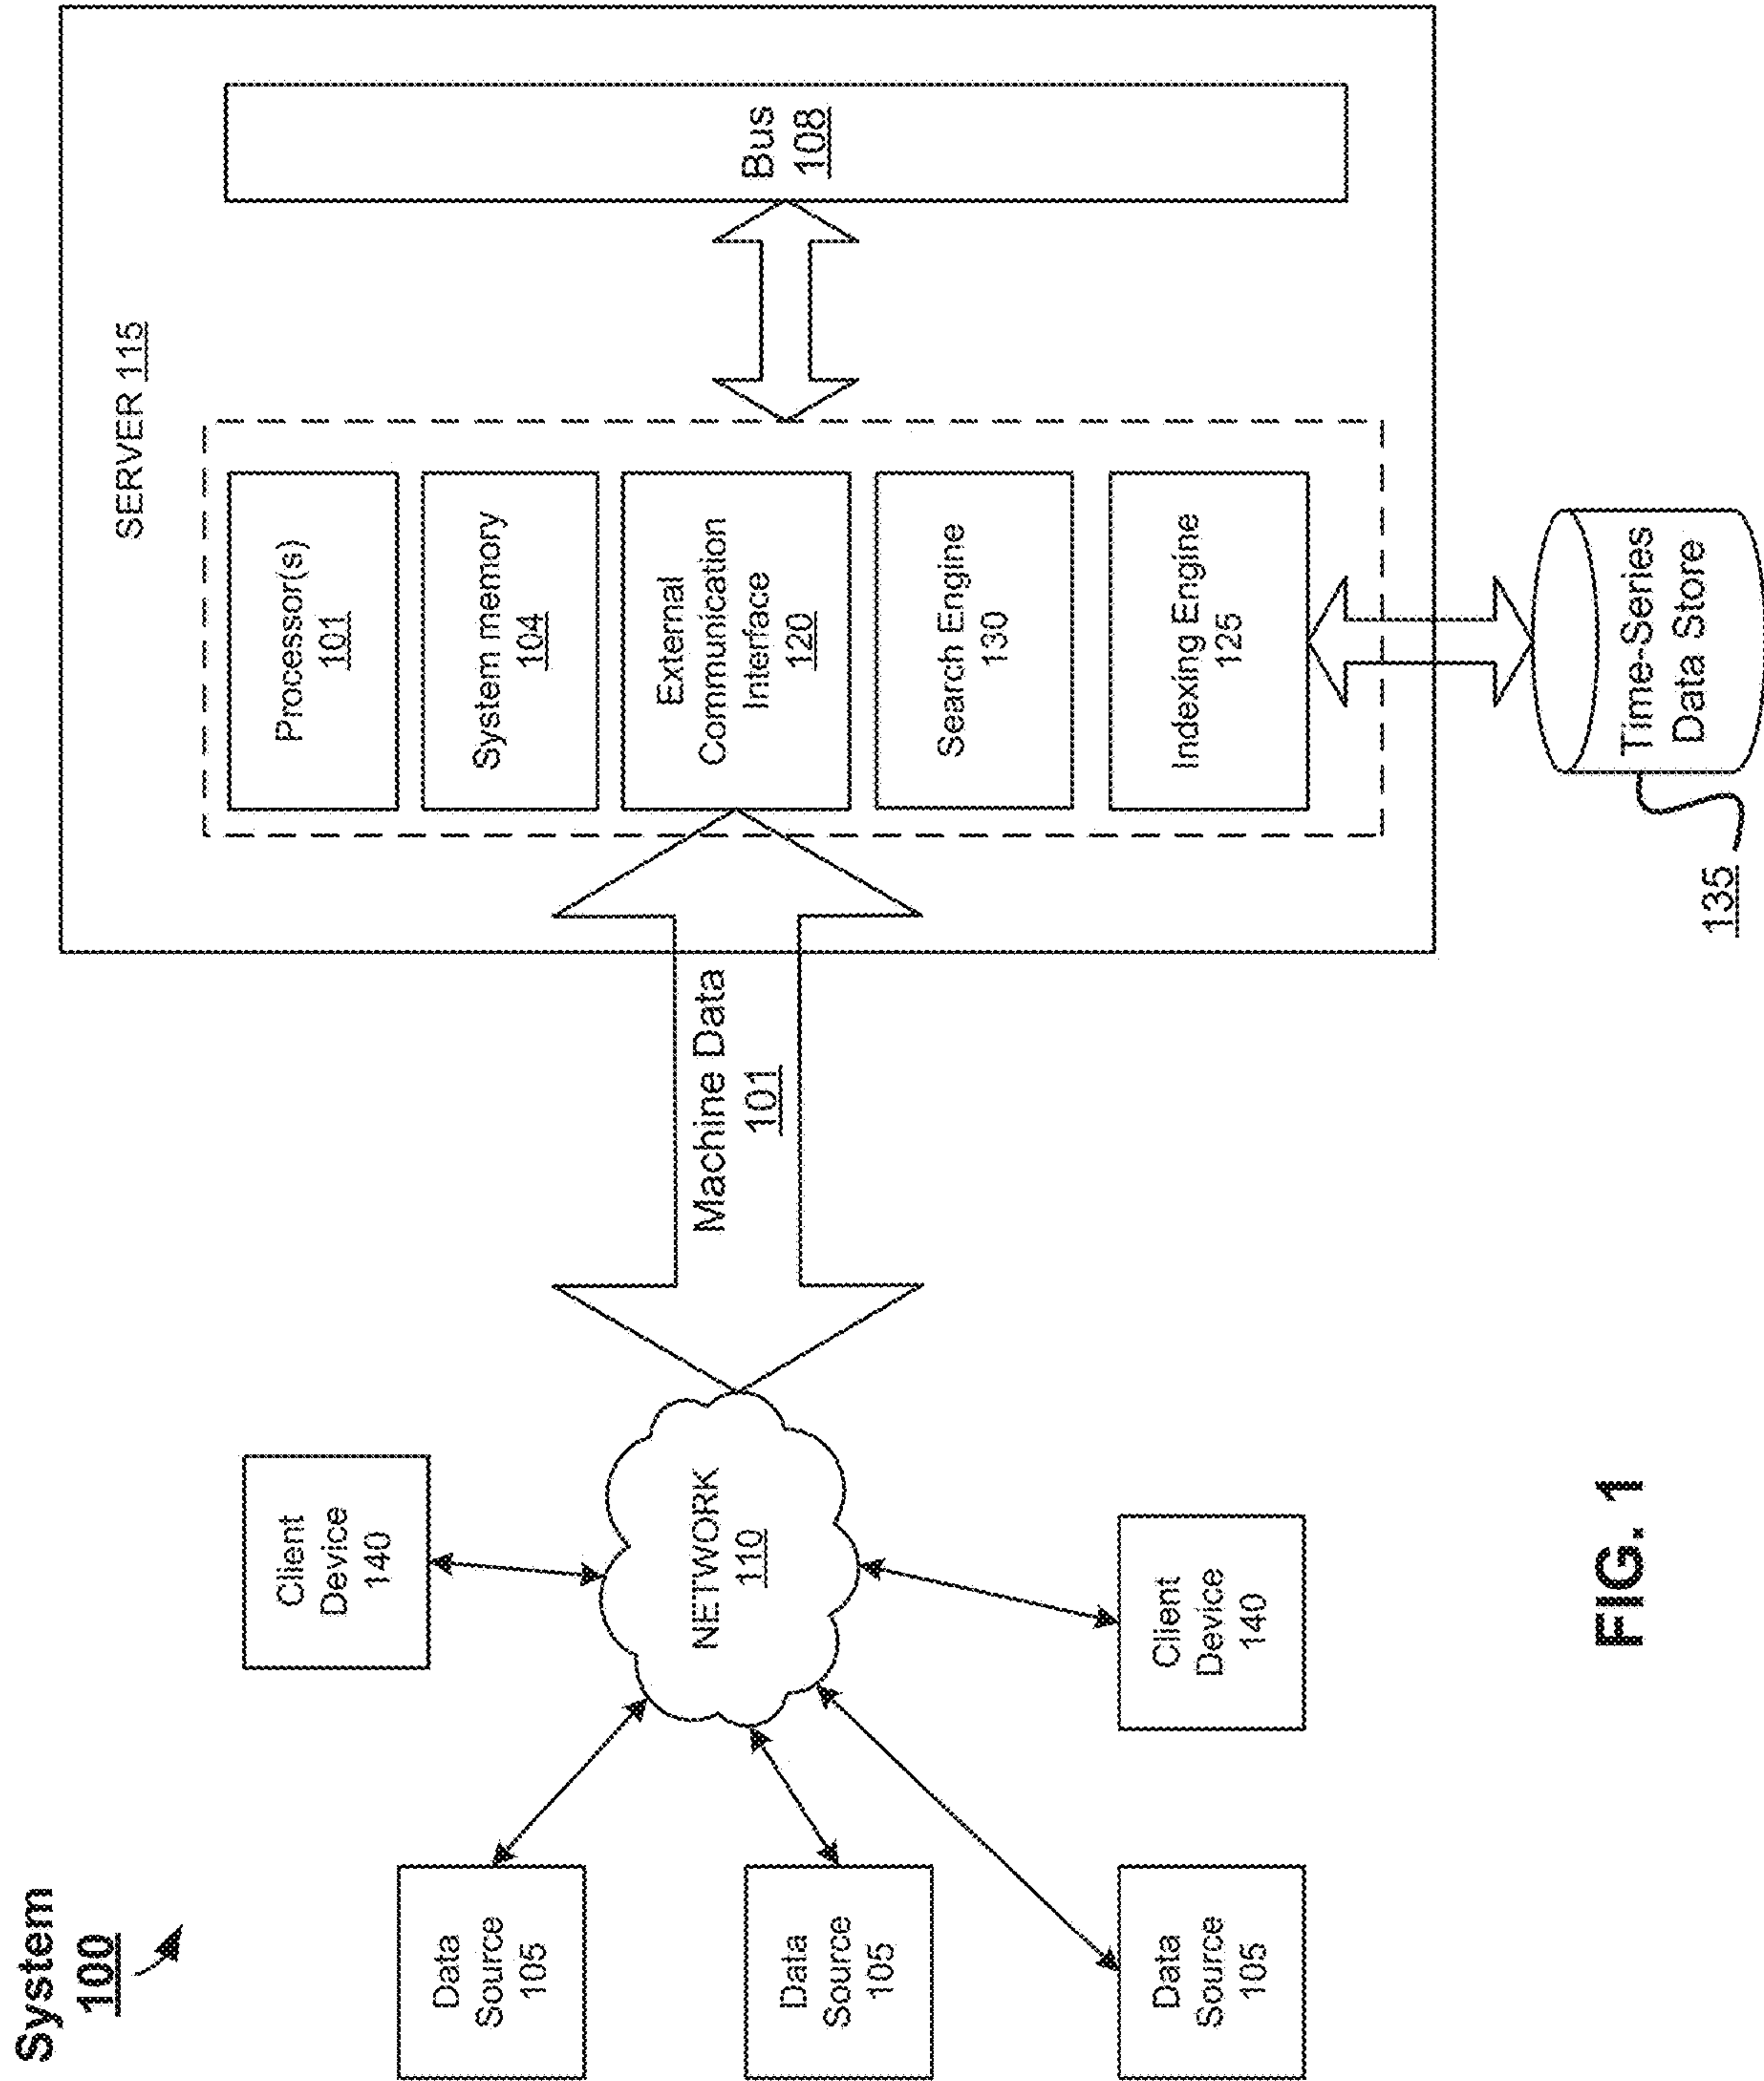 System
100
Data
Source
105
Data
Source
105
Data
Source
105
Client
Device
140
Client
Device
140
NETWORK
110
Machine Data
101
SERVER 115
Processor(s)
101
System memory
104
External
Communication
Interface
120
Search Engine
130
Indexing Engine
125
Bus
108
Time-Series
Data Store
135
FIG. 1